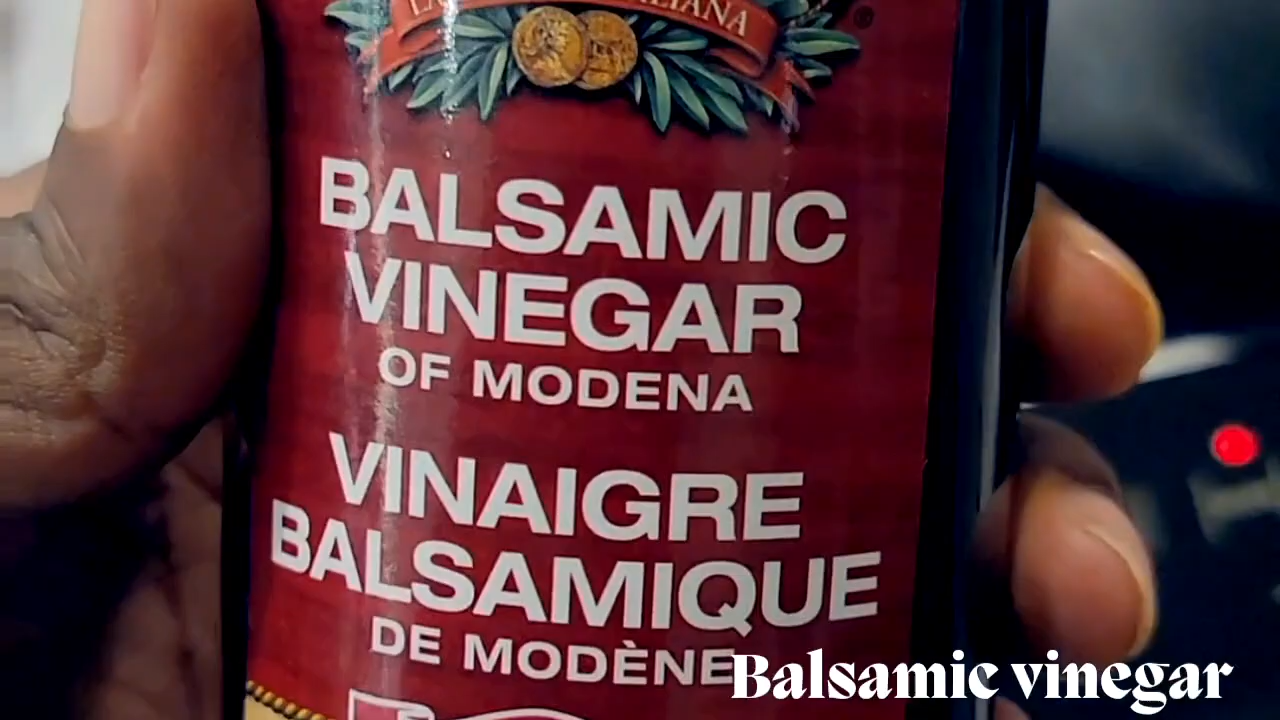 BALSAMIC
VINEGAR
OF MODENA
VINAIGRE
BALSAMIQUE
DE MODÈNE
Balsamic vinegar